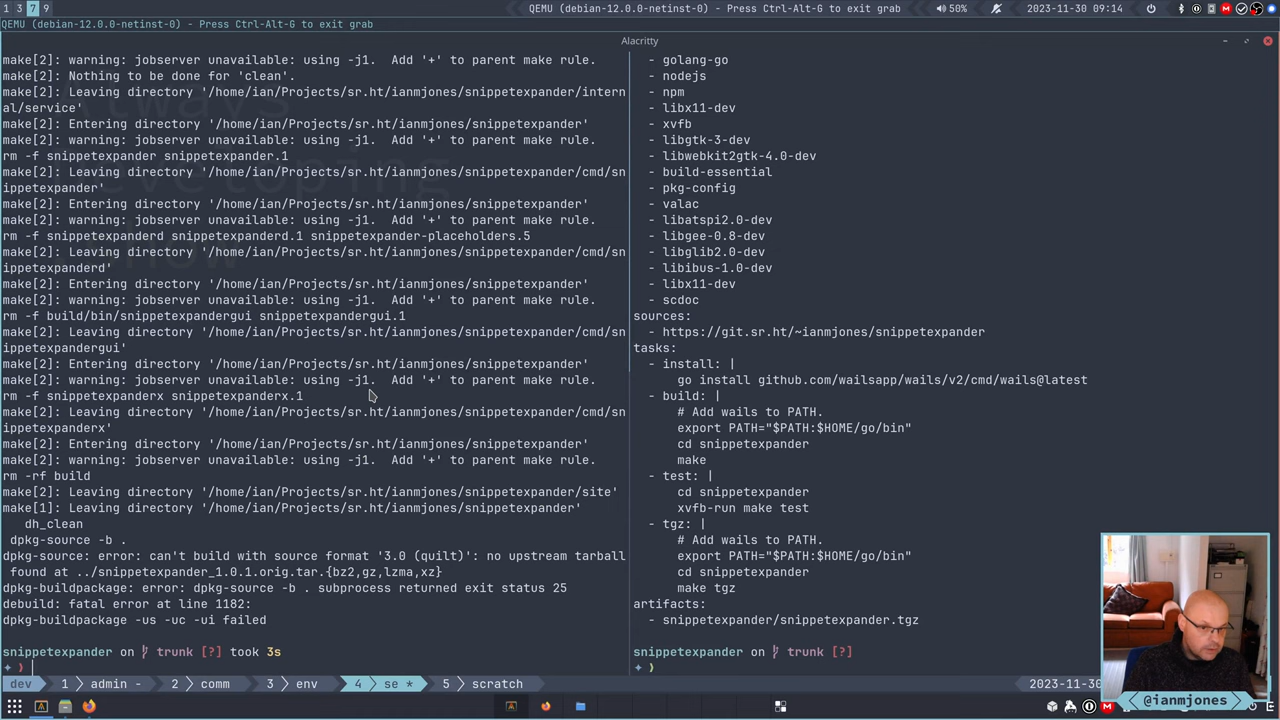 1 3 7 9
QEMU (debian-12.0.0-netinst-0) - Press Ctrl-Alt-G to exit grab
50%
2023-11-30 09:14
QEMU (debian-12.0.0-netinst-0) - Press Ctrl-Alt-G to exit grab
Alacritty
make[2]: warning: jobserver unavailable: using -j1.  Add '+' to parent make rule.
make[2]: Nothing to be done for 'clean'.
make[2]: Leaving directory '/home/ian/Projects/sr.ht/ianmjones/snippetexpander/intern
al/service'
make[2]: Entering directory '/home/ian/Projects/sr.ht/ianmjones/snippetexpander'
make[2]: warning: jobserver unavailable: using -j1.  Add '+' to parent make rule.
rm -f snippetexpander snippetexpander.1
make[2]: Leaving directory '/home/ian/Projects/sr.ht/ianmjones/snippetexpander/cmd/sn
ippetexpander'
make[2]: Entering directory '/home/ian/Projects/sr.ht/ianmjones/snippetexpander'
make[2]: warning: jobserver unavailable: using -j1.  Add '+' to parent make rule.
rm -f snippetexpanderd snippetexpanderd.1 snippetexpander-placeholders.5
make[2]: Leaving directory '/home/ian/Projects/sr.ht/ianmjones/snippetexpander/cmd/sn
ippetexpanderd'
make[2]: Entering directory '/home/ian/Projects/sr.ht/ianmjones/snippetexpander'
make[2]: warning: jobserver unavailable: using -j1.  Add '+' to parent make rule.
rm -f build/bin/snippetexpandergui snippetexpandergui.1
make[2]: Leaving directory '/home/ian/Projects/sr.ht/ianmjones/snippetexpander/cmd/sn
ippetexpandergui'
make[2]: Entering directory '/home/ian/Projects/sr.ht/ianmjones/snippetexpander'
make[2]: warning: jobserver unavailable: using -j1.  Add '+' to parent make rule.
rm -f snippetexpanderx snippetexpanderx.1
make[2]: Leaving directory '/home/ian/Projects/sr.ht/ianmjones/snippetexpander/cmd/sn
ippetexpanderx'
make[2]: Entering directory '/home/ian/Projects/sr.ht/ianmjones/snippetexpander'
make[2]: warning: jobserver unavailable: using -j1.  Add '+' to parent make rule.
rm -rf build
make[2]: Leaving directory '/home/ian/Projects/sr.ht/ianmjones/snippetexpander/site'
make[1]: Leaving directory '/home/ian/Projects/sr.ht/ianmjones/snippetexpander'
dh_clean
dpkg-source -b .
dpkg-source: error: can't build with source format '3.0 (quilt)': no upstream tarball
found at ../snippetexpander_1.0.1.orig.tar.{bz2,gz,lzma,xz}
dpkg-buildpackage: error: dpkg-source -b . subprocess returned exit status 25
debuild: fatal error at line 1182:
dpkg-buildpackage -us -uc -ui failed
snippetexpander on trunk [?] took 3s
- golang-go
- nodejs
- npm
- libx11-dev
- xvfb
- libgtk-3-dev
- libwebkit2gtk-4.0-dev
- build-essential
- pkg-config
- valac
- libatspi2.0-dev
- libgee-0.8-dev
- libglib2.0-dev
- libibus-1.0-dev
- libx11-dev
- scdoc
sources:
- https://git.sr.ht/~ianmjones/snippetexpander
tasks:
- install: |
go install github.com/wailsapp/wails/v2/cmd/wails@latest
- build: |
# Add wails to PATH.
export PATH="$PATH:$HOME/go/bin"
cd snippetexpander
make
- test: |
cd snippetexpander
xvfb-run make test
- tgz: |
# Add wails to PATH.
export PATH="$PATH:$HOME/go/bin"
cd snippetexpander
make tgz
artifacts:
- snippetexpander/snippetexpander.tgz
snippetexpander on trunk [?]
dev 1 admin - 2 comm 3 env 4 se * 5 scratch
2023-11-30
@ianmjones